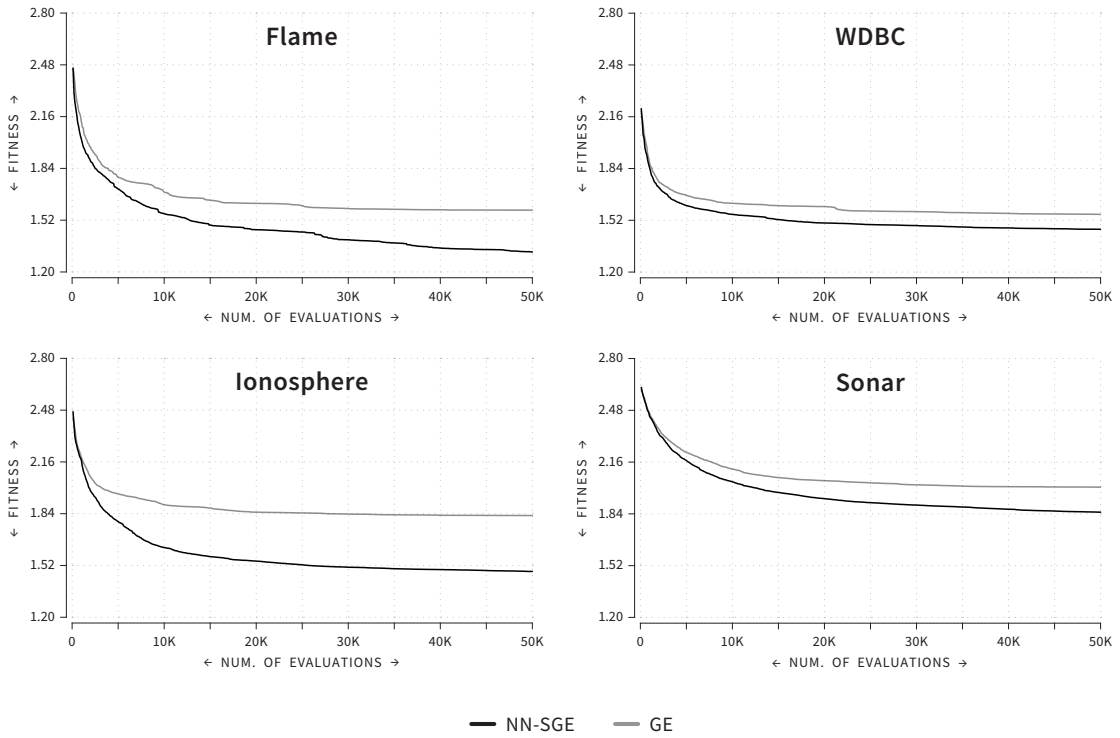 Flame
2.80
2.48
2.16
1.84
1.52
1.20
← FITNESS →
0 10K 20K 30K 40K 50K
← NUM. OF EVALUATIONS →
WDBC
2.80
2.48
2.16
1.84
1.52
1.20
← FITNESS →
0 10K 20K 30K 40K 50K
← NUM. OF EVALUATIONS →
Ionosphere
2.80
2.48
2.16
1.84
1.52
1.20
← FITNESS →
0 10K 20K 30K 40K 50K
← NUM. OF EVALUATIONS →
Sonar
2.80
2.48
2.16
1.84
1.52
1.20
← FITNESS →
0 10K 20K 30K 40K 50K
← NUM. OF EVALUATIONS →
NN-SGE GE